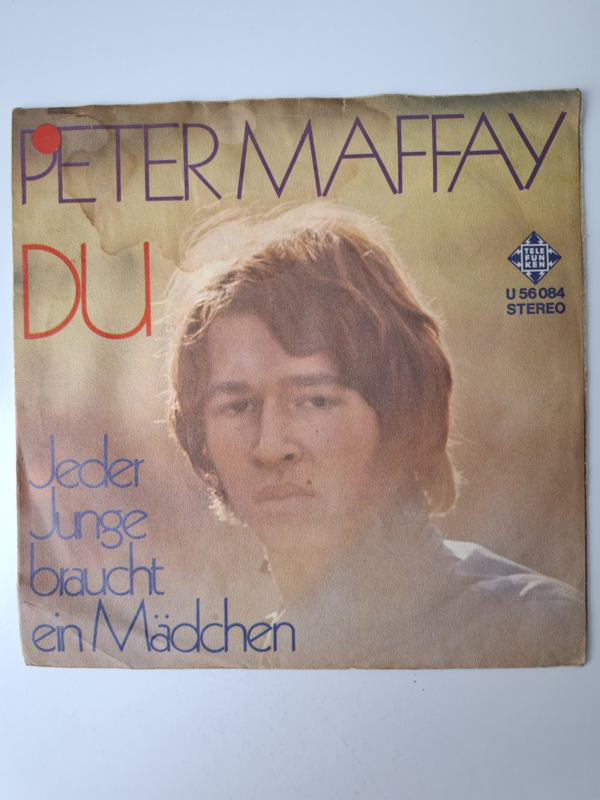 PETER MAFFAY
DU
TELE
FUN
KEN
U 56 084
STEREO
Jeder
Junge
braucht
ein Mädchen